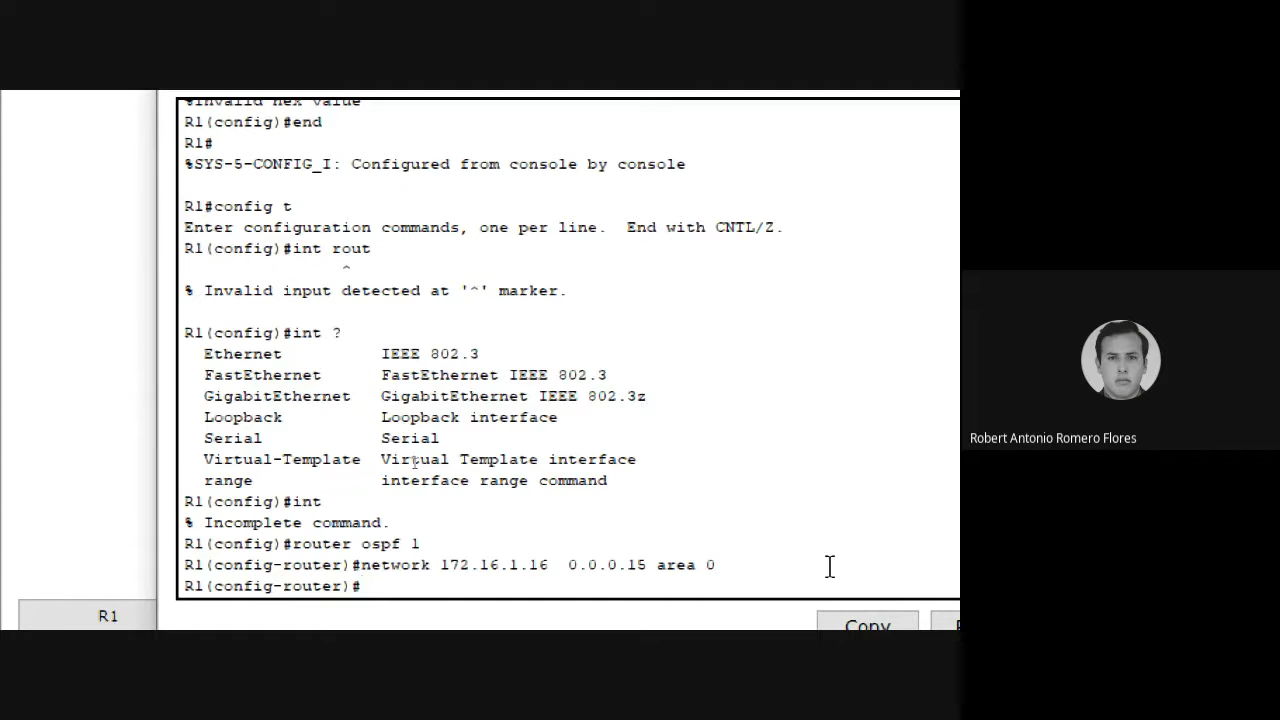 %Invalid hex value
R1(config)#end
R1#
%SYS-5-CONFIG_I: Configured from console by console
R1#config t
Enter configuration commands, one per line.  End with CNTL/Z.
R1(config)#int rout
^
% Invalid input detected at '^' marker.
R1(config)#int ?
Ethernet IEEE 802.3
FastEthernet FastEthernet IEEE 802.3
GigabitEthernet GigabitEthernet IEEE 802.3z
Loopback Loopback interface
Serial Serial
Virtual-Template Virtual Template interface
range interface range command
R1(config)#int
% Incomplete command.
R1(config)#router ospf 1
R1(config-router)#network 172.16.1.16  0.0.0.15 area 0
R1(config-router)#
R1
Copy
Robert Antonio Romero Flores